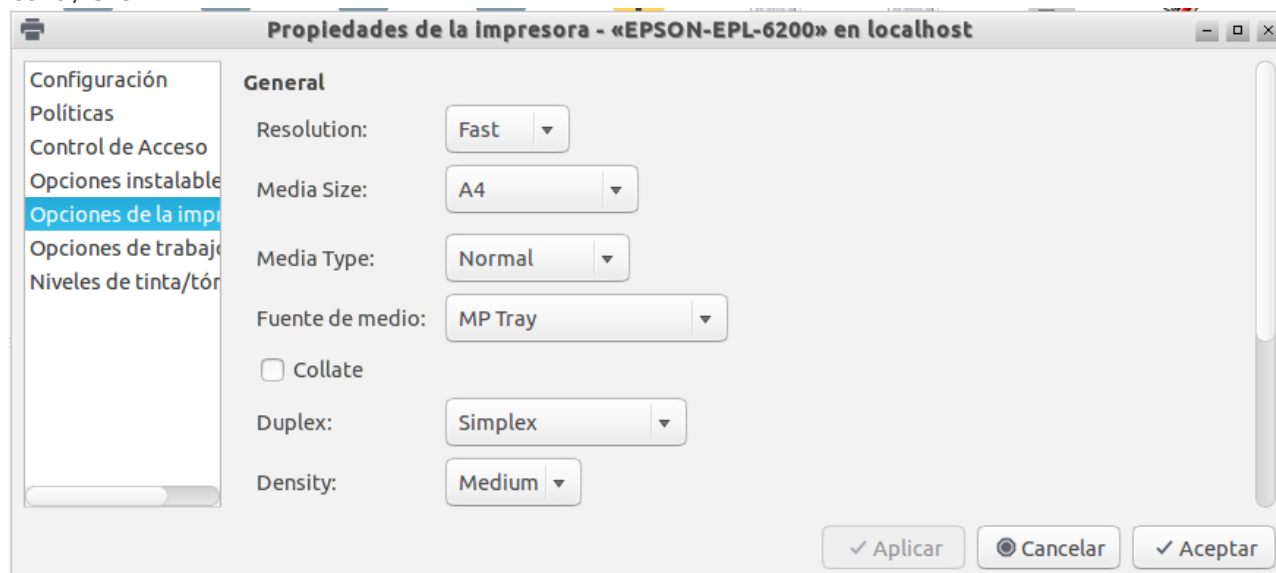 Propiedades de la impresora - «EPSON-EPL-6200» en localhost
Configuración
Políticas
Control de Acceso
Opciones instalable
Opciones de la impr
Opciones de trabajo
Niveles de tinta/tór
General
Resolution: Fast
Media Size: A4
Media Type: Normal
Fuente de medio: MP Tray
Collate
Duplex: Simplex
Density: Medium
Aplicar Cancelar Aceptar